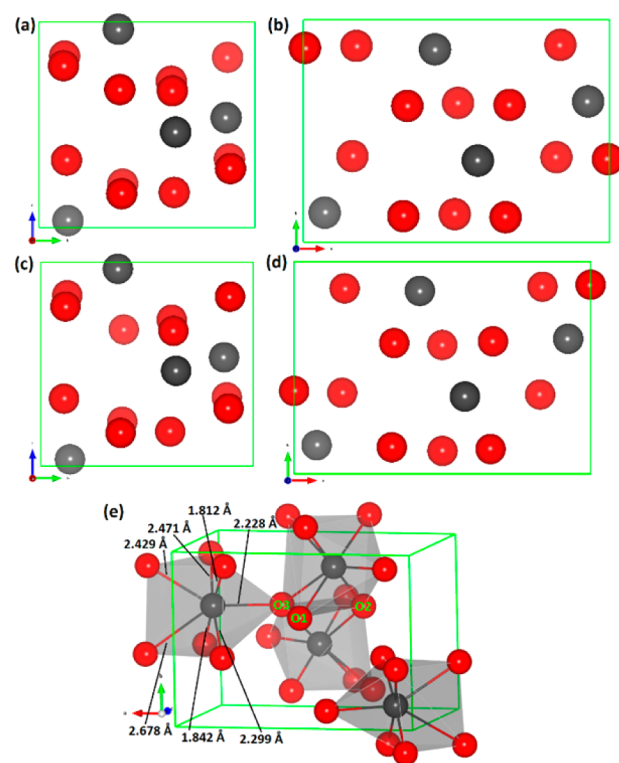 (a)
(b)
(c)
(d)
(e)
1.812 Å
2.471 Å
2.228 Å
2.429 Å
O3
O2
O1
2.678 Å
1.842 Å
2.299 Å